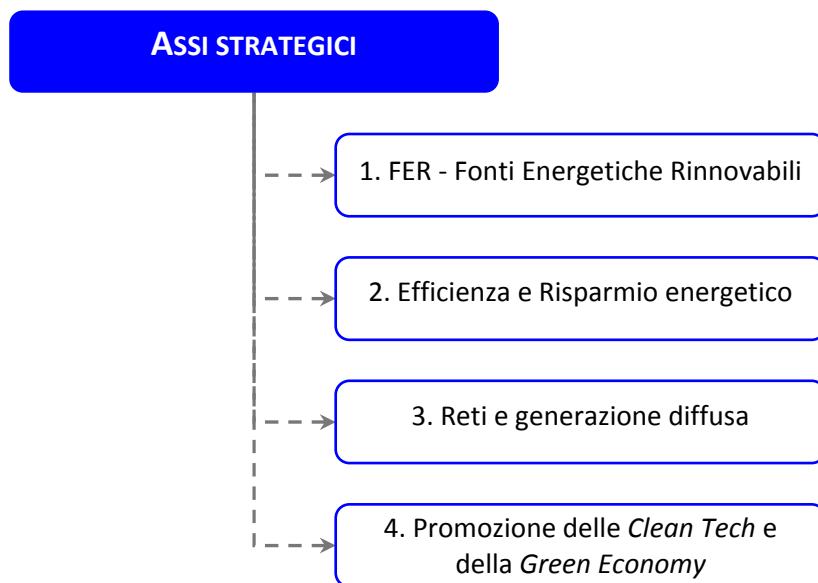 ASSI STRATEGICI
1. FER - Fonti Energetiche Rinnovabili
2. Efficienza e Risparmio energetico
3. Reti e generazione diffusa
4. Promozione delle Clean Tech e
della Green Economy